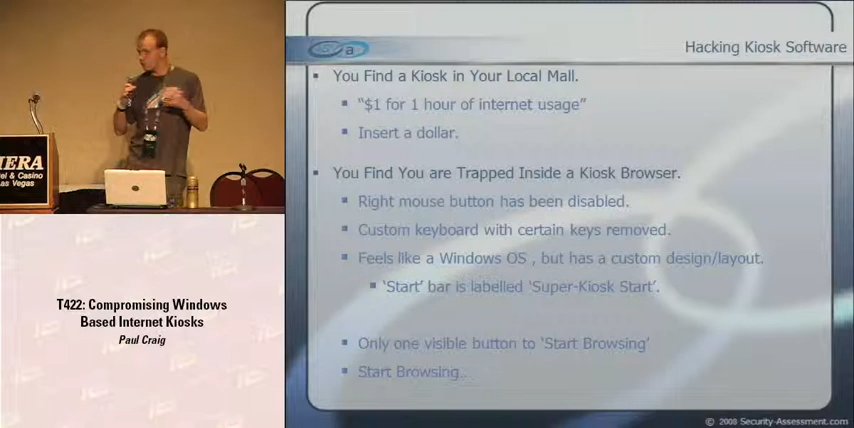 IERA
el & Casino
as Vegas
T422: Compromising Windows
Based Internet Kiosks
Paul Craig
a
Hacking Kiosk Software
You Find a Kiosk in Your Local Mall.
"$1 for 1 hour of internet usage"
Insert a dollar.
You Find You are Trapped Inside a Kiosk Browser.
Right mouse button has been disabled.
Custom keyboard with certain keys removed.
Feels like a Windows OS , but has a custom design/layout.
'Start' bar is labelled 'Super-Kiosk Start'.
Only one visible button to 'Start Browsing'
Start Browsing..
© 2008 Security-Assessment.com